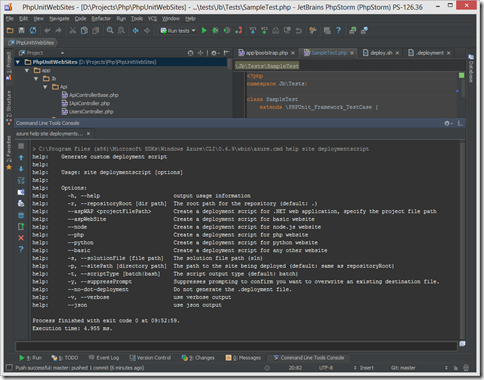 PhpUnitWebSites - [D:\Projects\Php\PhpUnitWebSites] - ...\tests\Jb\Tests\SampleTest.php - JetBrains PhpStorm (PhpStorm) PS-126.36
File Edit View Navigate Code Refactor Run Tools VCS Window Help
PhpUnitWebSites
Run tests
Project
app\bootstrap.php
SampleTest.php
deploy.sh
.deployment
PhpUnitWebSites (D:\Projects\Php\PhpUnitWebSites)
app
Jb
Api
ApiControllerBase.php
IApiController.php
UsersController.php
\Jb\Tests\SampleTest
<?php
namespace Jb\Tests;
class SampleTest
extends \PHPUnit_Framework_TestCase {
1: Project
2: Structure
2: Favorites
Database
Command Line Tools Console
azure help site deployments...
> C:\Program Files (x86)\Microsoft SDKs\Windows Azure\CLI\0.6.9\wbin\azure.cmd help site deploymentscript
help: Generate custom deployment script
help:
help: Usage: site deploymentscript [options]
help:
help: Options:
help: -h, --help output usage information
help: -r, --repositoryRoot [dir path] The root path for the repository (default: .)
help: --aspWAP <projectFilePath> Create a deployment script for .NET web application, specify the project file path
help: --aspWebSite Create a deployment script for basic website
help: --node Create a deployment script for node.js website
help: --php Create a deployment script for php website
help: --python Create a deployment script for python website
help: --basic Create a deployment script for any other website
help: -s, --solutionFile [file path] The solution file path (sln)
help: -p, --sitePath [directory path] The path to the site being deployed (default: same as repositoryRoot)
help: -t, --scriptType [batch|bash] The script output type (default: batch)
help: -y, --suppressPrompt Suppresses prompting to confirm you want to overwrite an existing destination file.
help: --no-dot-deployment Do not generate the .deployment file.
help: -v, --verbose use verbose output
help: --json use json output
Process finished with exit code 0 at 09:52:59.
Execution time: 4,955 ms.
4: Run
6: TODO
Event Log
Version Control
9: Changes
0: Messages
Command Line Tools Console
Push successful: master: pushed 1 commit (6 minutes ago)
20:82
UTF-8
Insert
Git: master